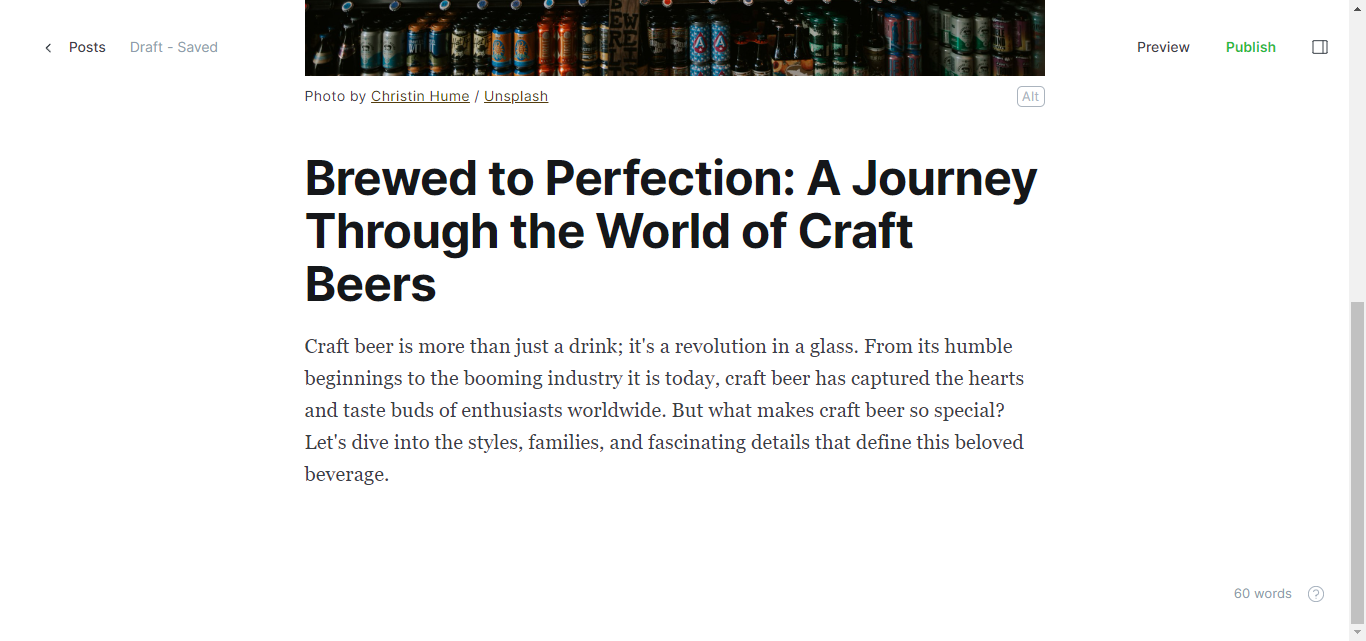 Posts Draft - Saved Preview Publish
Photo by Christin Hume / Unsplash Alt
Brewed to Perfection: A Journey
Through the World of Craft
Beers
Craft beer is more than just a drink; it's a revolution in a glass. From its humble
beginnings to the booming industry it is today, craft beer has captured the hearts
and taste buds of enthusiasts worldwide. But what makes craft beer so special?
Let's dive into the styles, families, and fascinating details that define this beloved
beverage.
60 words ?